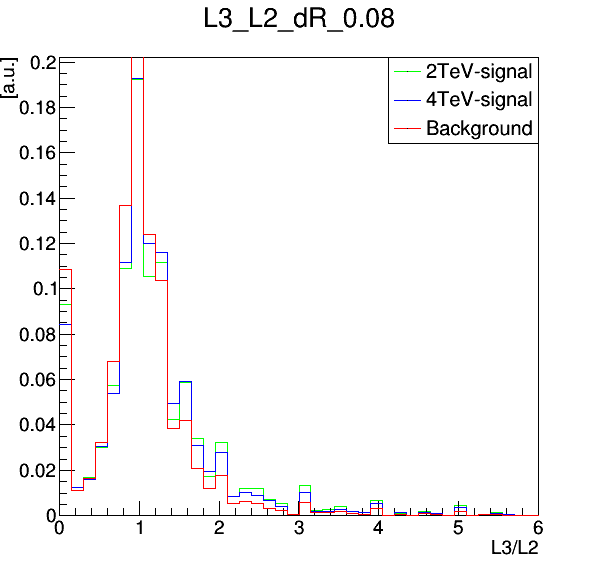 L3_L2_dR_0.08
[a.u.]
2TeV-signal
4TeV-signal
Background
0.2
0.18
0.16
0.14
0.12
0.1
0.08
0.06
0.04
0.02
0
0 1 2 3 4 5 6
L3/L2